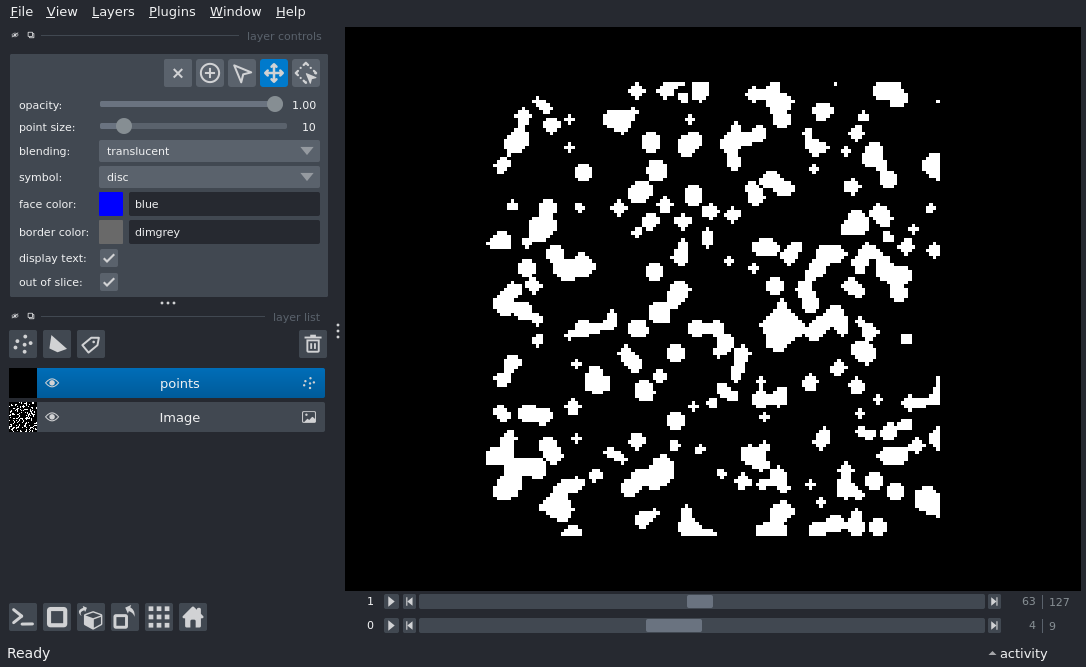 File View Layers Plugins Window Help
layer controls
opacity: 1.00
point size: 10
blending: translucent
symbol: disc
face color: blue
border color: dimgrey
display text:
out of slice:
layer list
points
Image
1 63 127
0 4 9
Ready activity